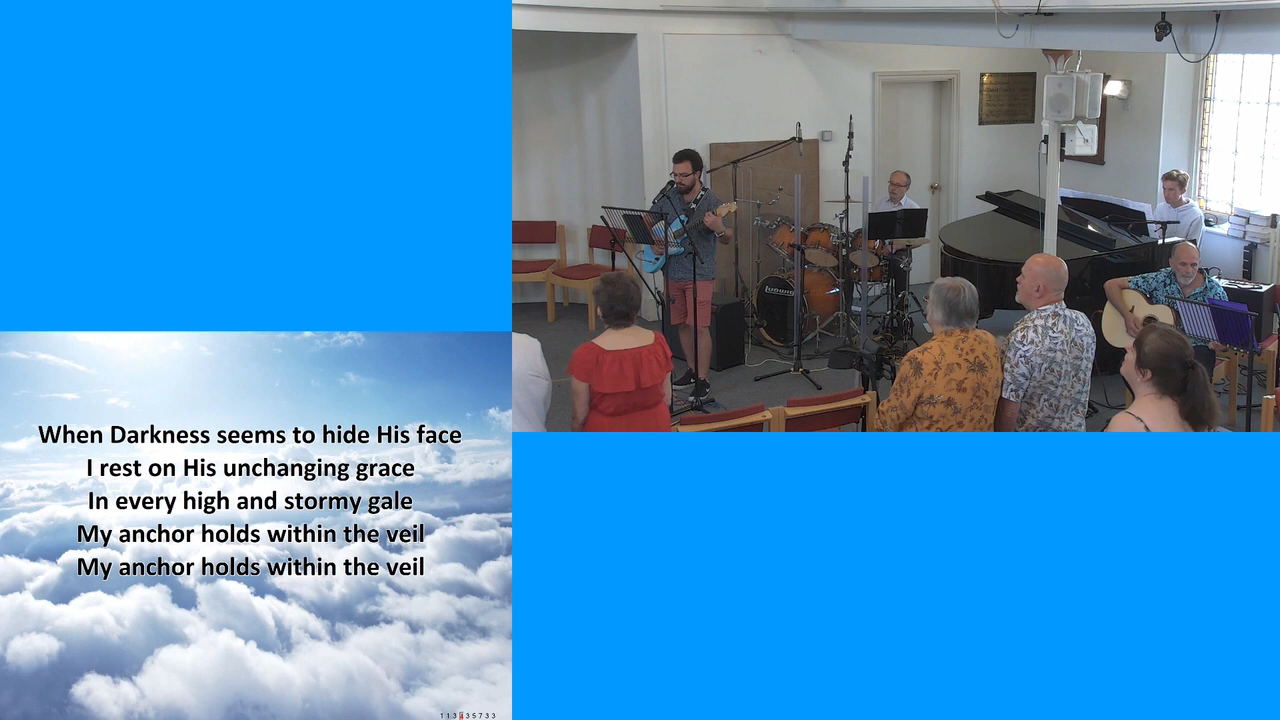 When Darkness seems to hide His face
I rest on His unchanging grace
In every high and stormy gale
My anchor holds within the veil
My anchor holds within the veil
Ludwig